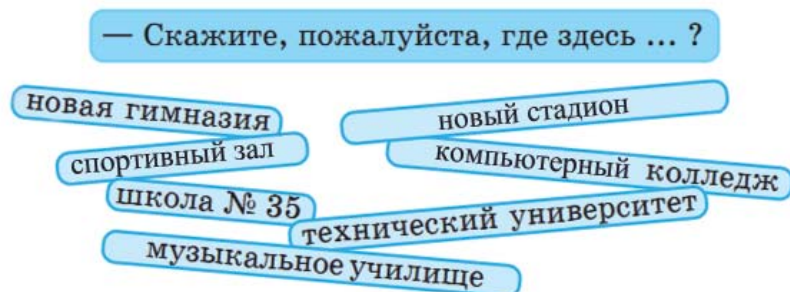 — Скажите, пожалуйста, где здесь ... ?
новая гимназия
новый стадион
спортивный зал
компьютерный колледж
школа № 35
технический университет
музыкальное училище